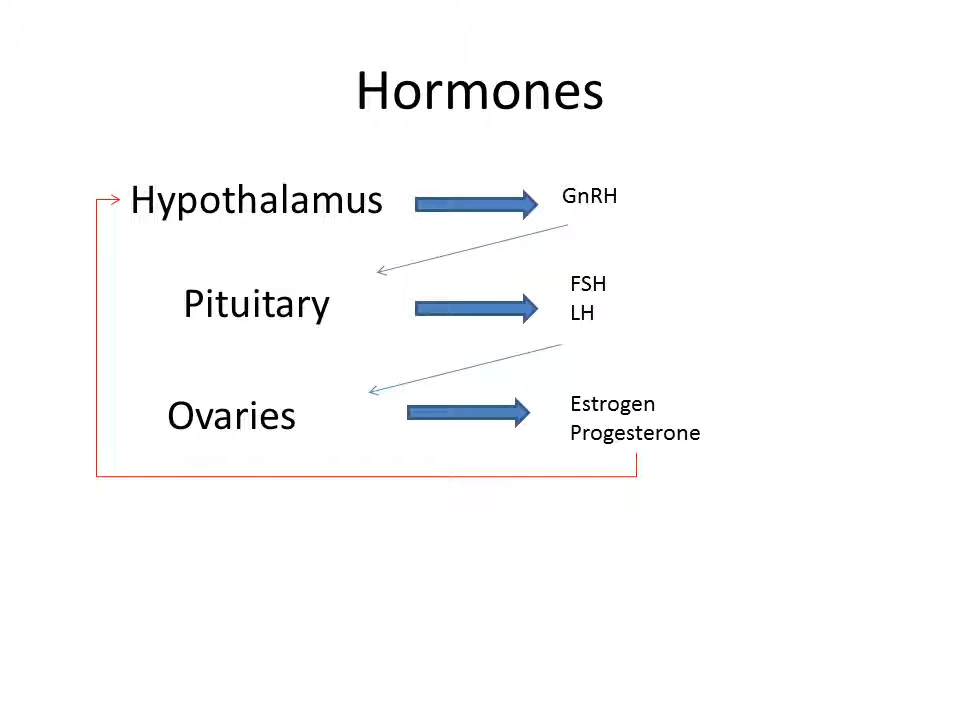 Hormones
Hypothalamus
GnRH
Pituitary
FSH
LH
Ovaries
Estrogen
Progesterone